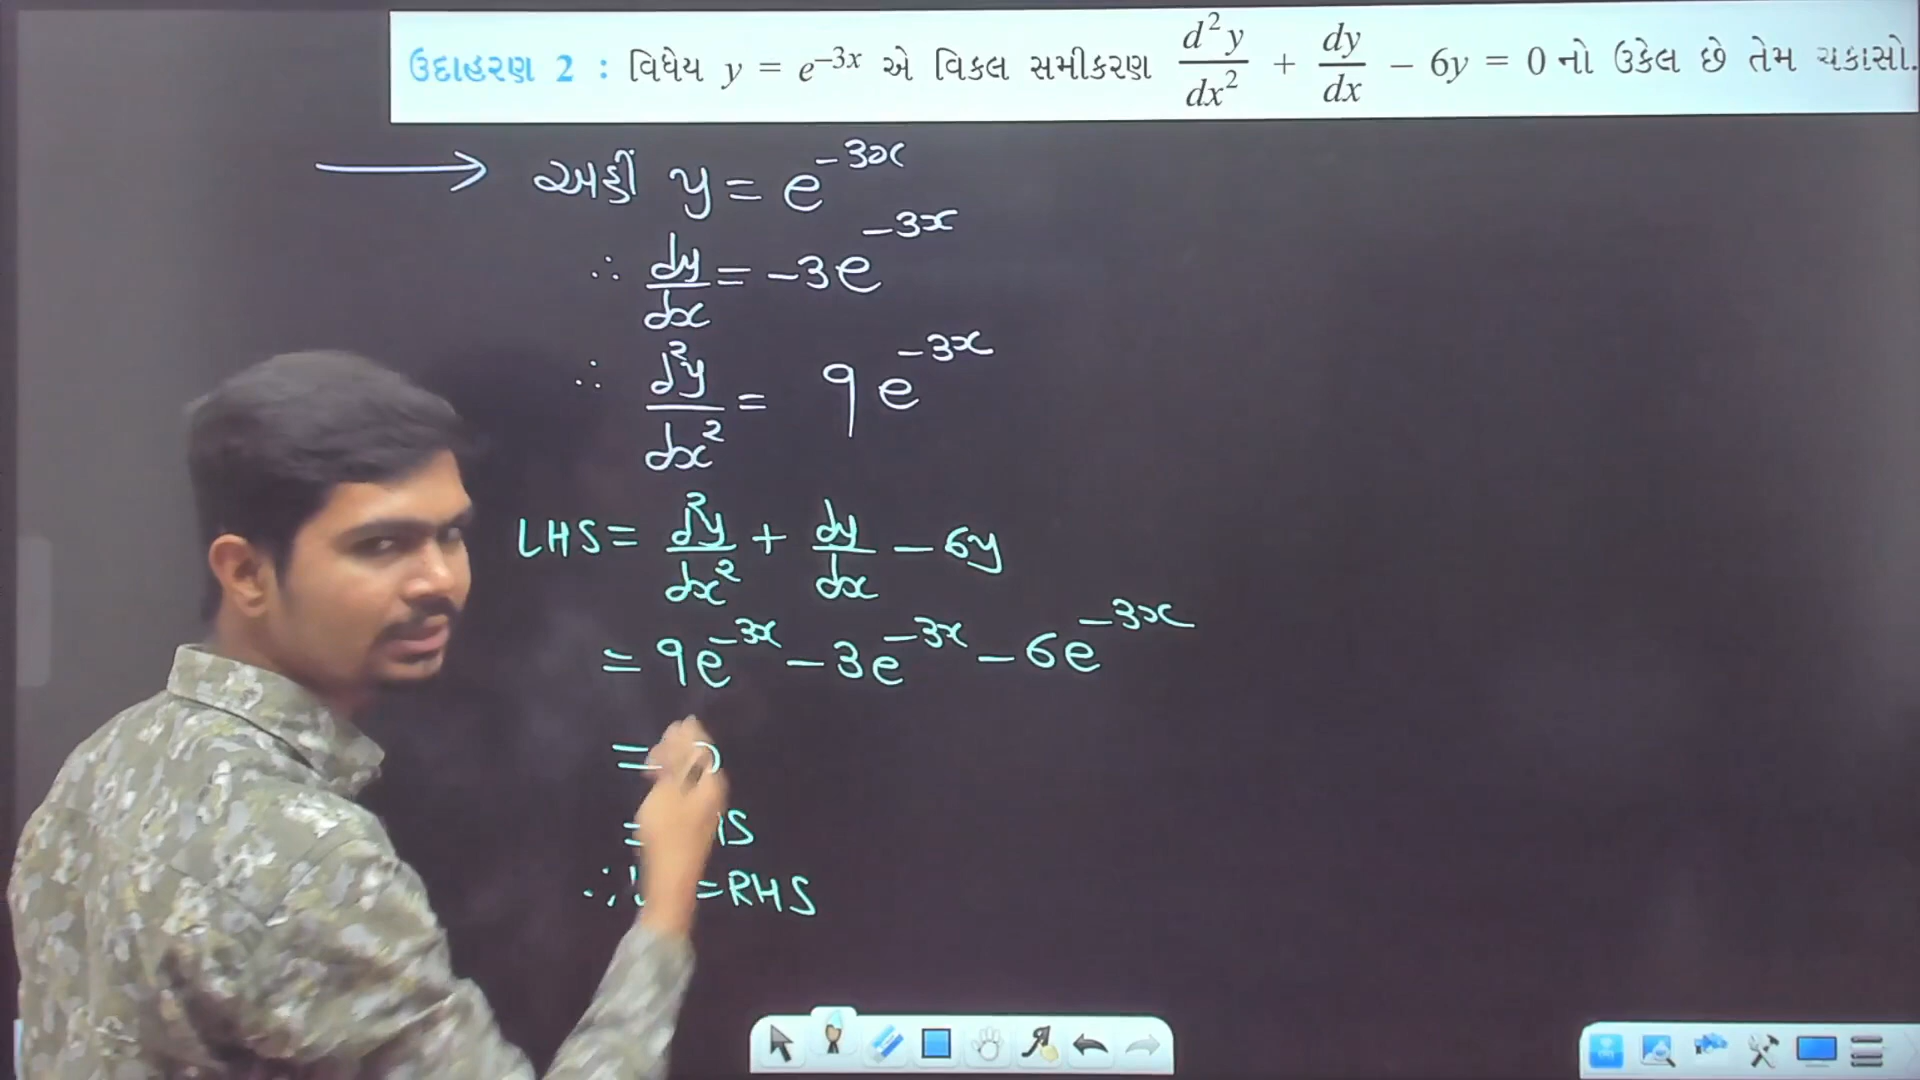 ઉદાહરણ 2 : વિધેય y = e⁻³ˣ એ વિકલ સમીકરણ d²y/dx² + dy/dx − 6y = 0 નો ઉકેલ છે તેમ ચકાસો.
→ અહીં y = e⁻³ˣ
∴ dy/dx = −3e⁻³ˣ
∴ d²y/dx² = 9e⁻³ˣ
LHS = d²y/dx² + dy/dx − 6y
= 9e⁻³ˣ − 3e⁻³ˣ − 6e⁻³ˣ
=
=
∴ =RHS